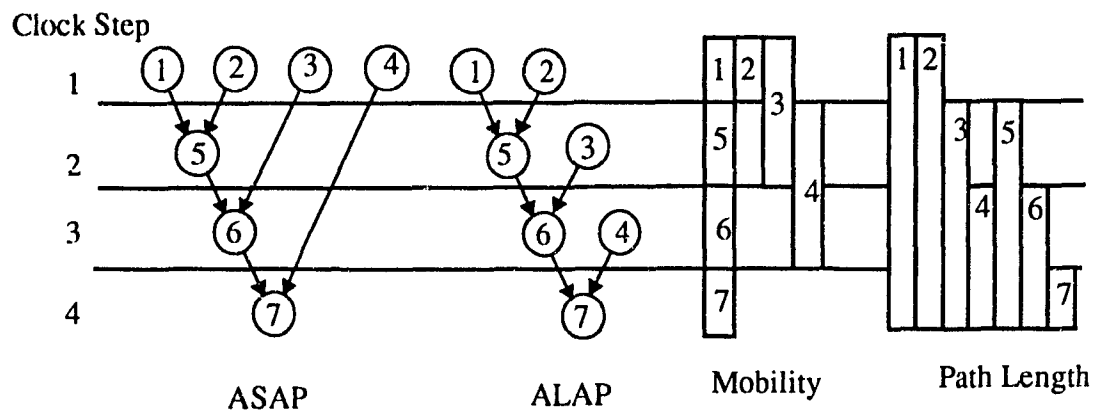 Clock Step
1 1 2 3 4 1 2 1 2 3 1 2
2 5 5 3 5 3 5
3 6 6 4 6 4 4 6
4 7 7 7 7
ASAP ALAP Mobility Path Length